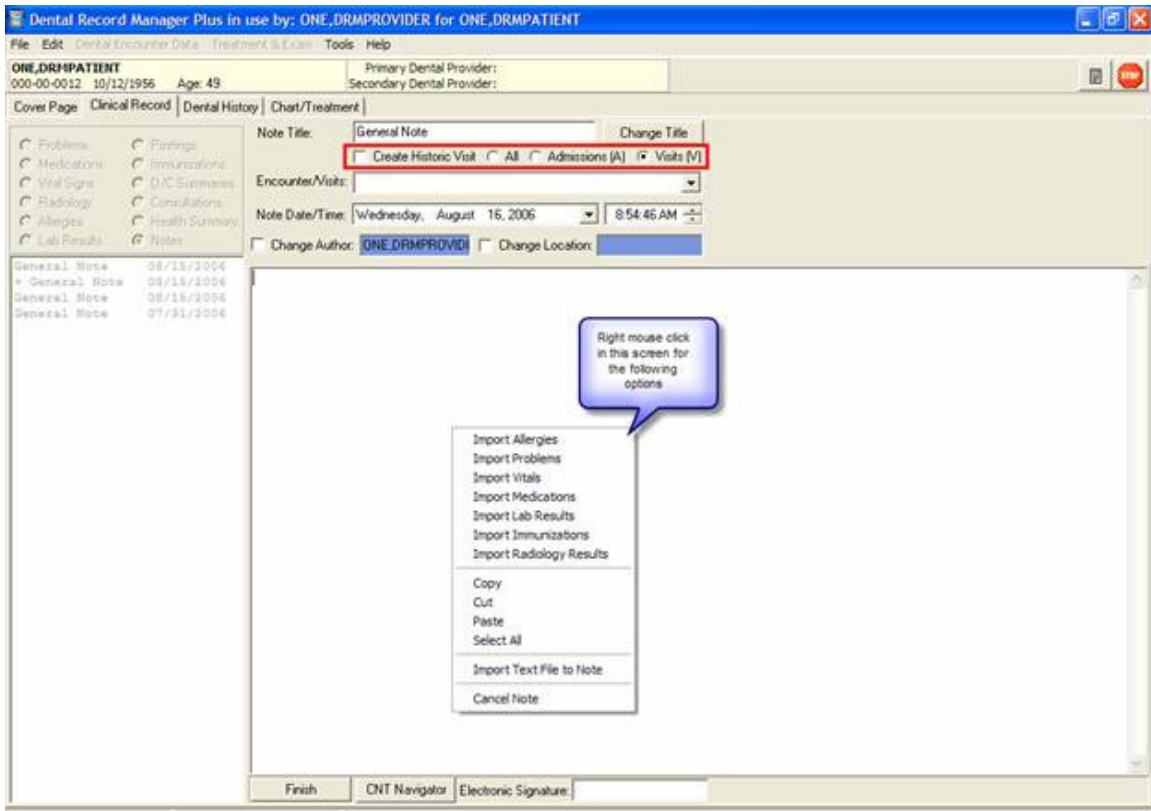 Dental Record Manager Plus in use by: ONE,DRMPROVIDER for ONE,DRMPATIENT
File Edit Dental Encounter Data Treatment & Exam Tools Help
ONE,DRMPATIENT Primary Dental Provider:
000-00-0012 10/12/1956 Age: 49 Secondary Dental Provider:
STOP
Cover Page Clinical Record Dental History Chart/Treatment
Problems Postings
Medications Immunizations
Vital Signs D/C Summaries
Radiology Consultations
Allergies Health Summary
Lab Results Notes
Note Title: General Note Change Title
Create Historic Visit All Admissions (A) Visits (V)
Encounter/Visits:
Note Date/Time: Wednesday, August 16, 2006 8:54:46 AM
Change Author: ONE,DRMPROVIDI Change Location:
General Note 08/15/2006
+ General Note 08/15/2006
General Note 08/15/2006
General Note 07/31/2006
Right mouse click
in this screen for
the following
options
Import Allergies
Import Problems
Import Vitals
Import Medications
Import Lab Results
Import Immunizations
Import Radiology Results
Copy
Cut
Paste
Select All
Import Text File to Note
Cancel Note
Finish CNT Navigator Electronic Signature: